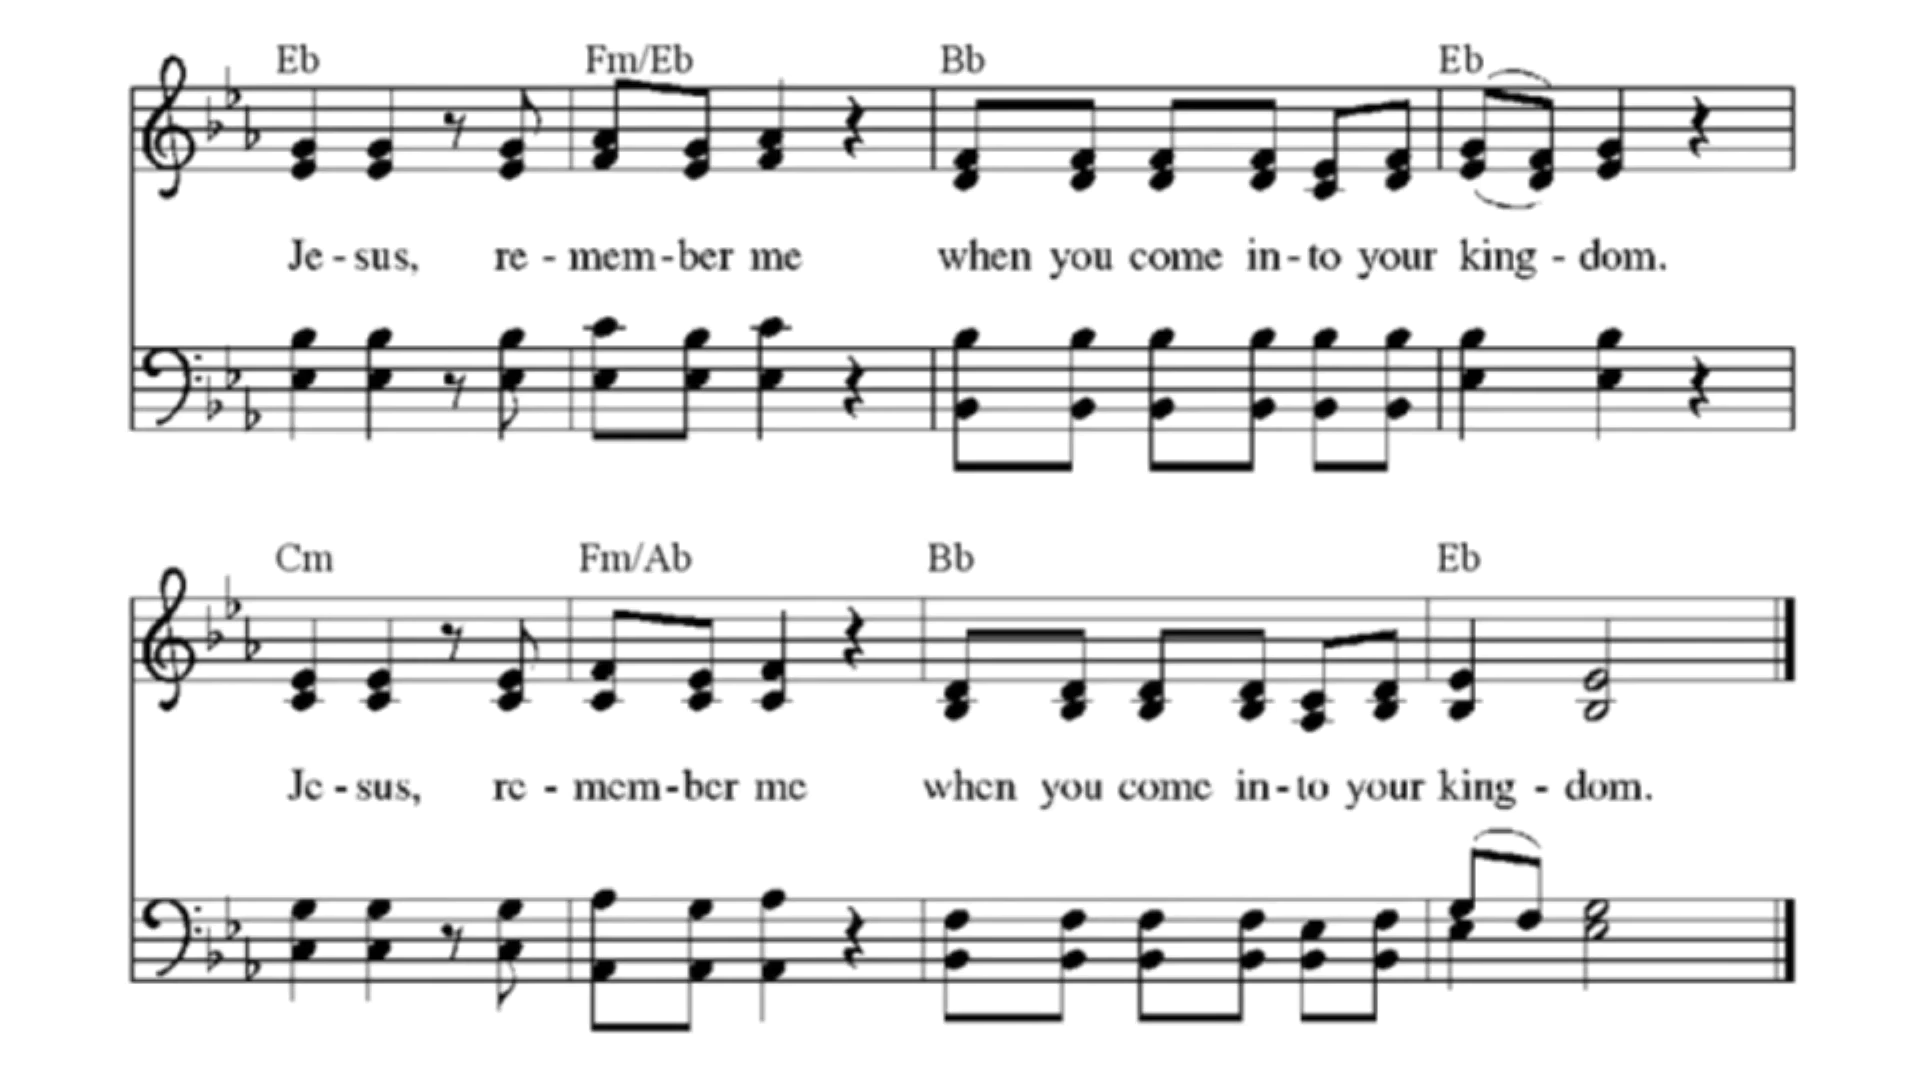 Eb Fm/Eb Bb Eb
Je - sus, re - mem - ber me when you come in - to your king - dom.
Cm Fm/Ab Bb Eb
Je - sus, re - mem - ber me when you come in - to your king - dom.